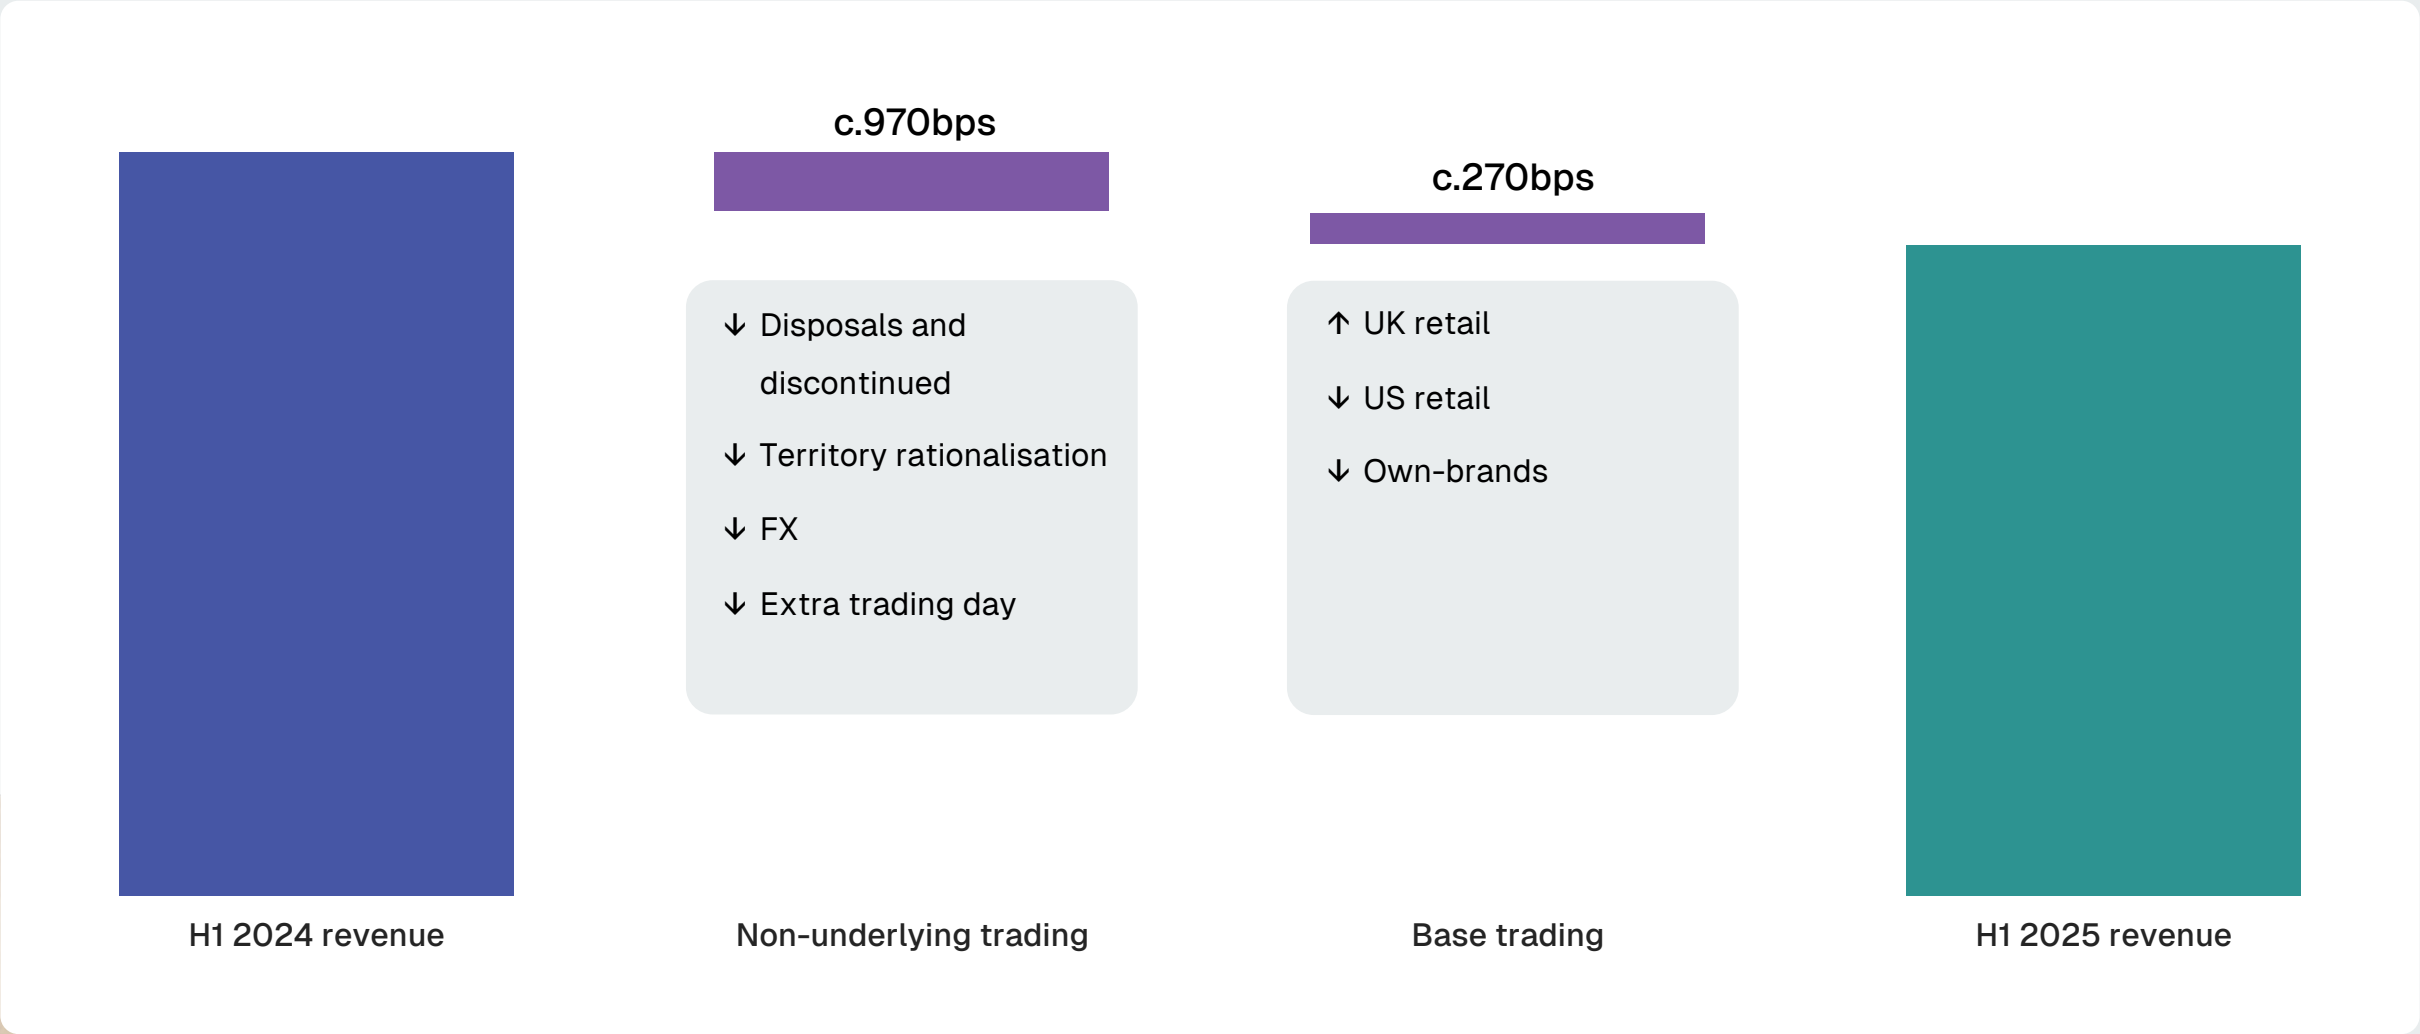 c.970bps
c.270bps
↓ Disposals and
discontinued
↓ Territory rationalisation
↓ FX
↓ Extra trading day
↑ UK retail
↓ US retail
↓ Own-brands
H1 2024 revenue
Non-underlying trading
Base trading
H1 2025 revenue